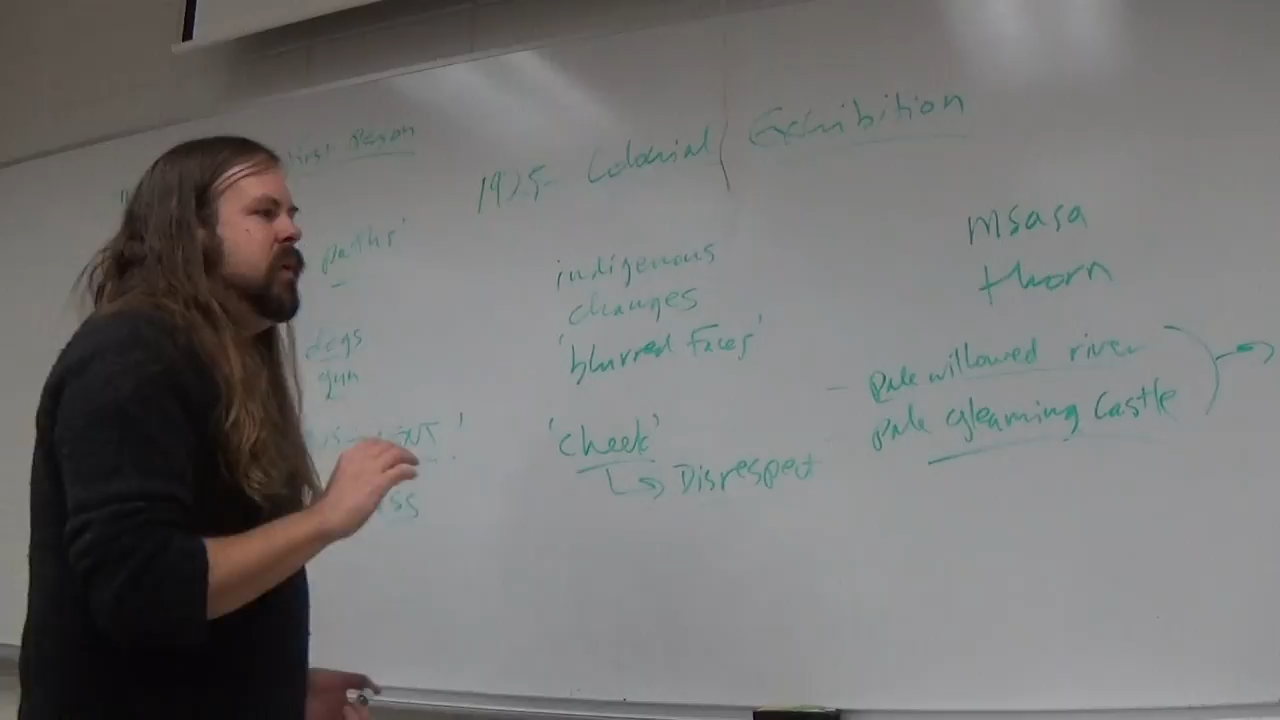 First Person
paths'
dogs
gun
1925- Colonial Exhibition
indigenous
changes
'blurred faces'
'cheek'
↳ Disrespect
msasa
thorn
- pale willowed river
pale gleaming Castle